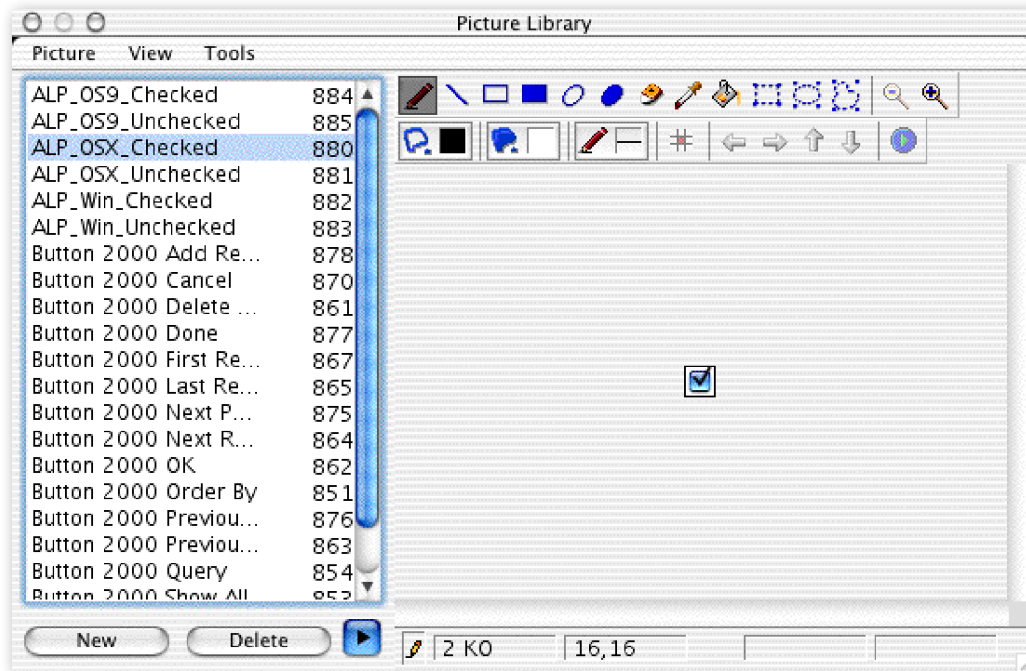 Picture Library
Picture View Tools
ALP_OS9_Checked 884
ALP_OS9_Unchecked 885
ALP_OSX_Checked 880
ALP_OSX_Unchecked 881
ALP_Win_Checked 882
ALP_Win_Unchecked 883
Button 2000 Add Re... 878
Button 2000 Cancel 870
Button 2000 Delete ... 861
Button 2000 Done 877
Button 2000 First Re... 867
Button 2000 Last Re... 865
Button 2000 Next P... 875
Button 2000 Next R... 864
Button 2000 OK 862
Button 2000 Order By 851
Button 2000 Previou... 876
Button 2000 Previou... 863
Button 2000 Query 854
Button 2000 Show All
New Delete
2 KO 16,16